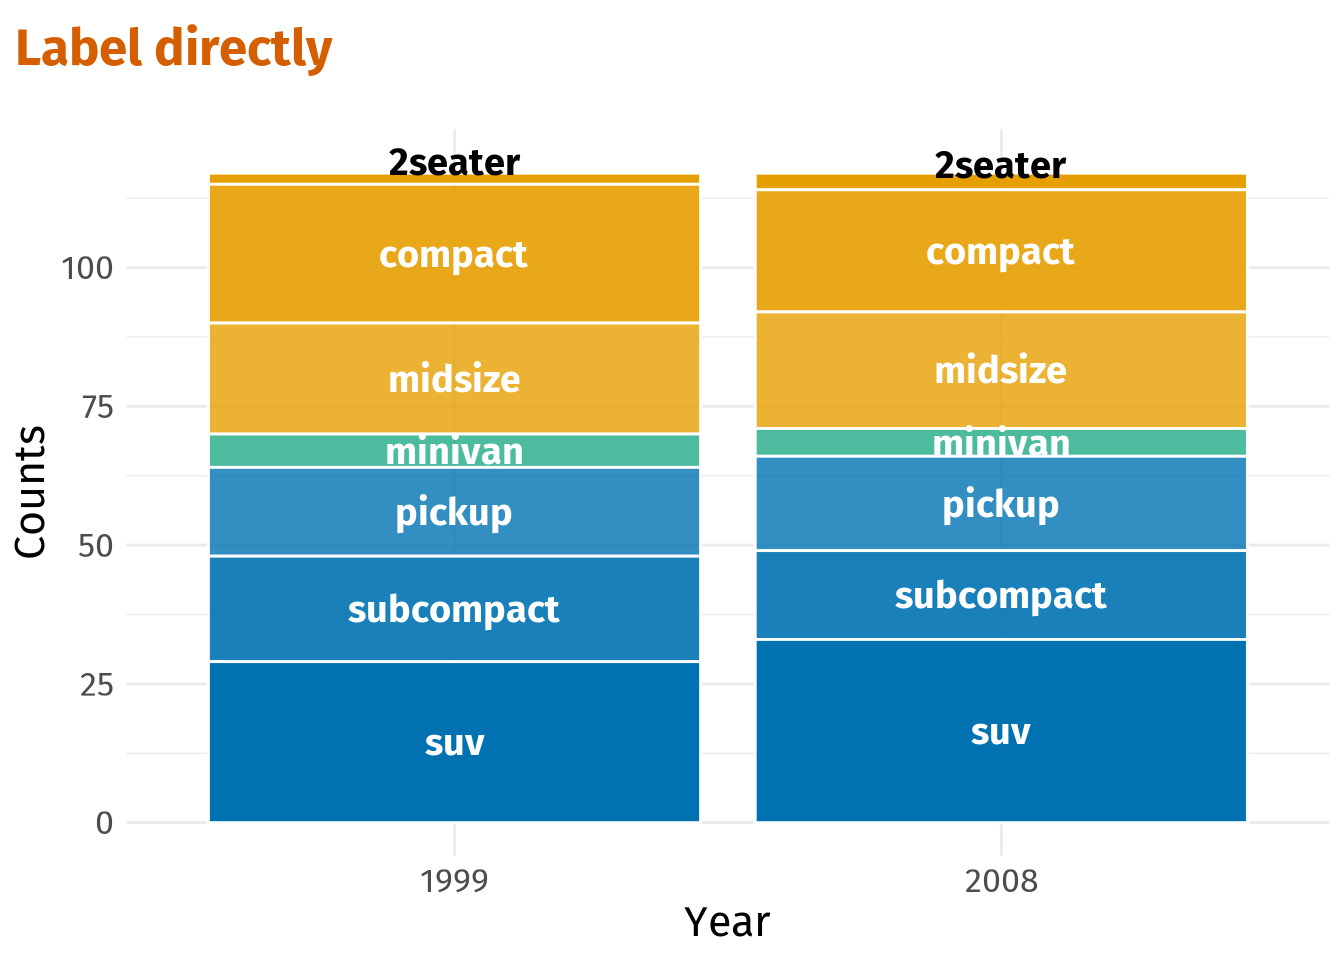 Label directly
2seater
2seater
compact
compact
100
midsize
midsize
75
minivan
minivan
pickup
pickup
50
subcompact
subcompact
25
suv
suv
0
1999
2008
Year
Counts